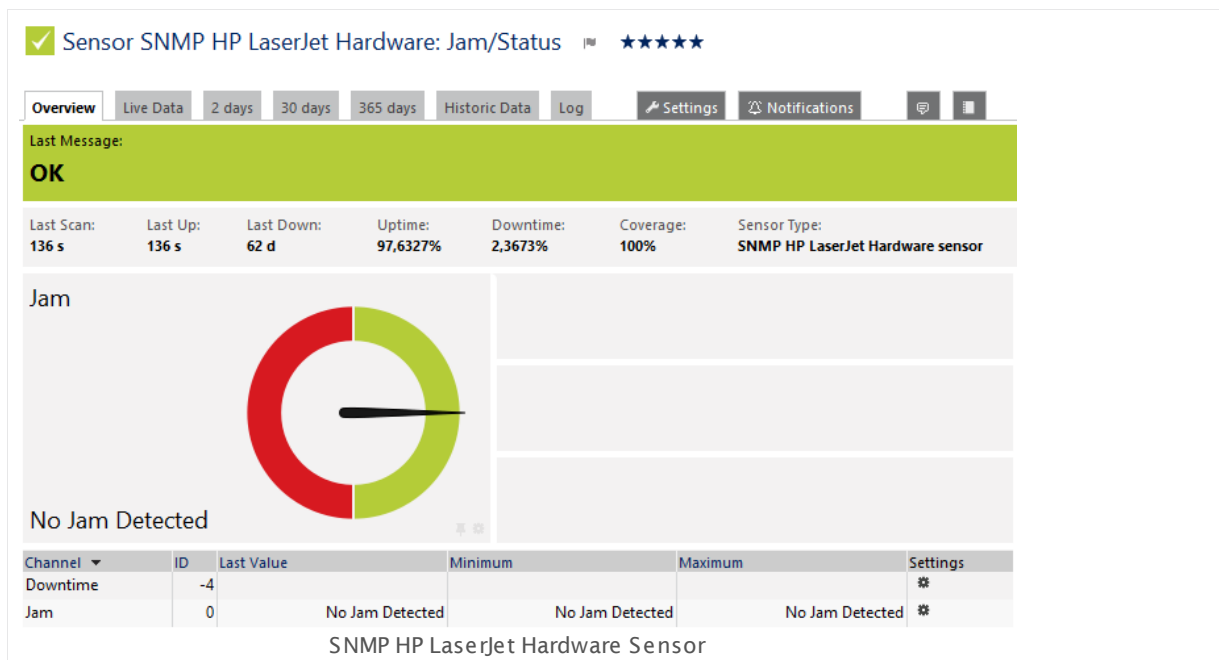 Sensor SNMP HP LaserJet Hardware: Jam/Status ★★★★★
Overview Live Data 2 days 30 days 365 days Historic Data Log Settings Notifications
Last Message:
OK
Last Scan: Last Up: Last Down: Uptime: Downtime: Coverage: Sensor Type:
136 s 136 s 62 d 97,6327% 2,3673% 100% SNMP HP LaserJet Hardware sensor
Jam
No Jam Detected
Channel ID Last Value Minimum Maximum Settings
Downtime -4
Jam 0 No Jam Detected No Jam Detected No Jam Detected
SNMP HP LaserJet Hardware Sensor